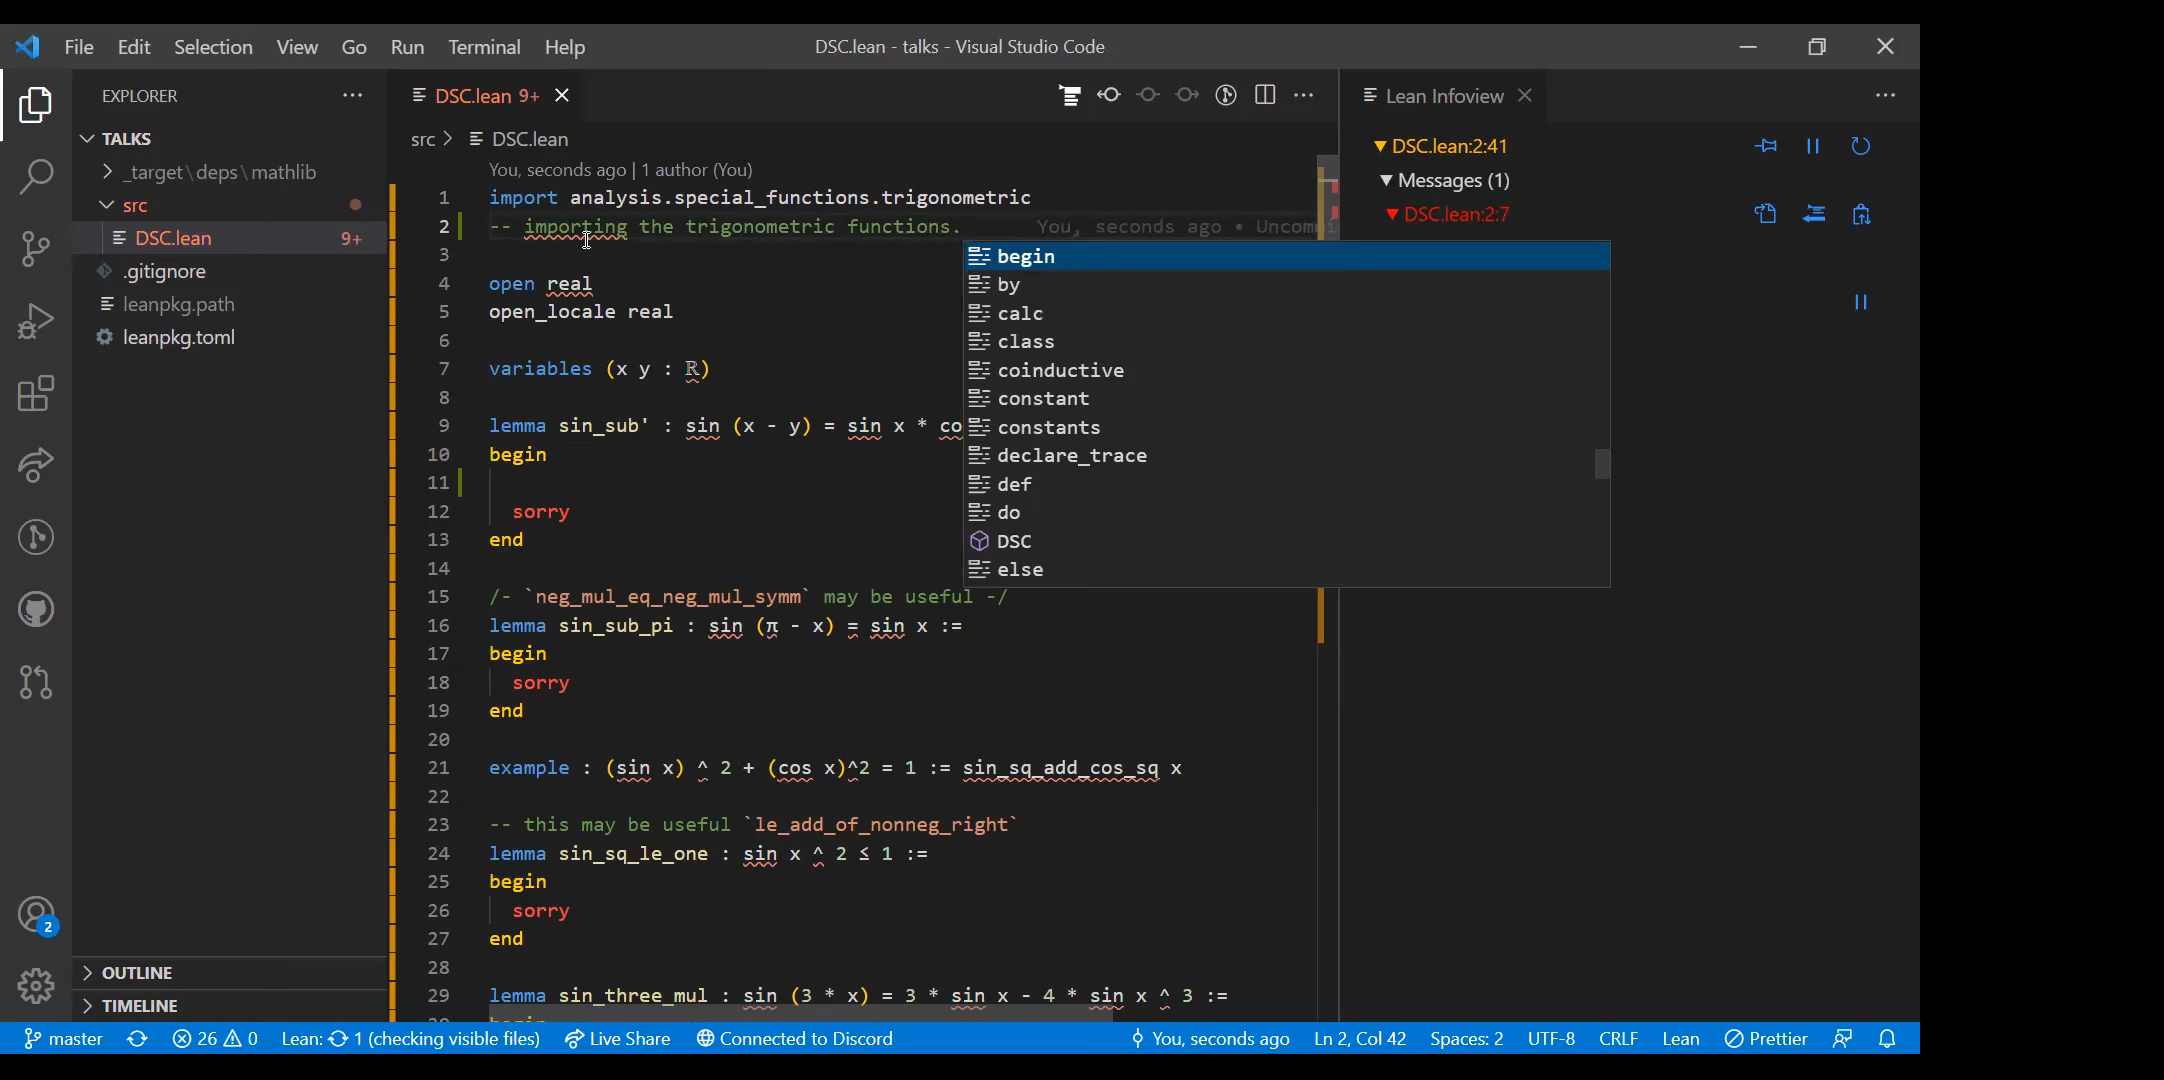 File Edit Selection View Go Run Terminal Help DSC.lean - talks - Visual Studio Code
EXPLORER
TALKS
_target\deps\mathlib
src
DSC.lean 9+
.gitignore
leanpkg.path
leanpkg.toml
OUTLINE
TIMELINE
2
DSC.lean 9+
src > DSC.lean
You, seconds ago | 1 author (You)
1 import analysis.special_functions.trigonometric
2 -- importing the trigonometric functions. You, seconds ago • Uncomm
3
4 open real
5 open_locale real
6
7 variables (x y : ℝ)
8
9 lemma sin_sub' : sin (x - y) = sin x * co
10 begin
11
12 sorry
13 end
14
15 /- `neg_mul_eq_neg_mul_symm` may be useful -/
16 lemma sin_sub_pi : sin (π - x) = sin x :=
17 begin
18 sorry
19 end
20
21 example : (sin x) ^ 2 + (cos x)^2 = 1 := sin_sq_add_cos_sq x
22
23 -- this may be useful `le_add_of_nonneg_right`
24 lemma sin_sq_le_one : sin x ^ 2 ≤ 1 :=
25 begin
26 sorry
27 end
28
29 lemma sin_three_mul : sin (3 * x) = 3 * sin x - 4 * sin x ^ 3 :=
begin
by
calc
class
coinductive
constant
constants
declare_trace
def
do
DSC
else
Lean Infoview
DSC.lean:2:41
Messages (1)
DSC.lean:2:7
master 26 0 Lean: 1 (checking visible files) Live Share Connected to Discord You, seconds ago Ln 2, Col 42 Spaces: 2 UTF-8 CRLF Lean Prettier